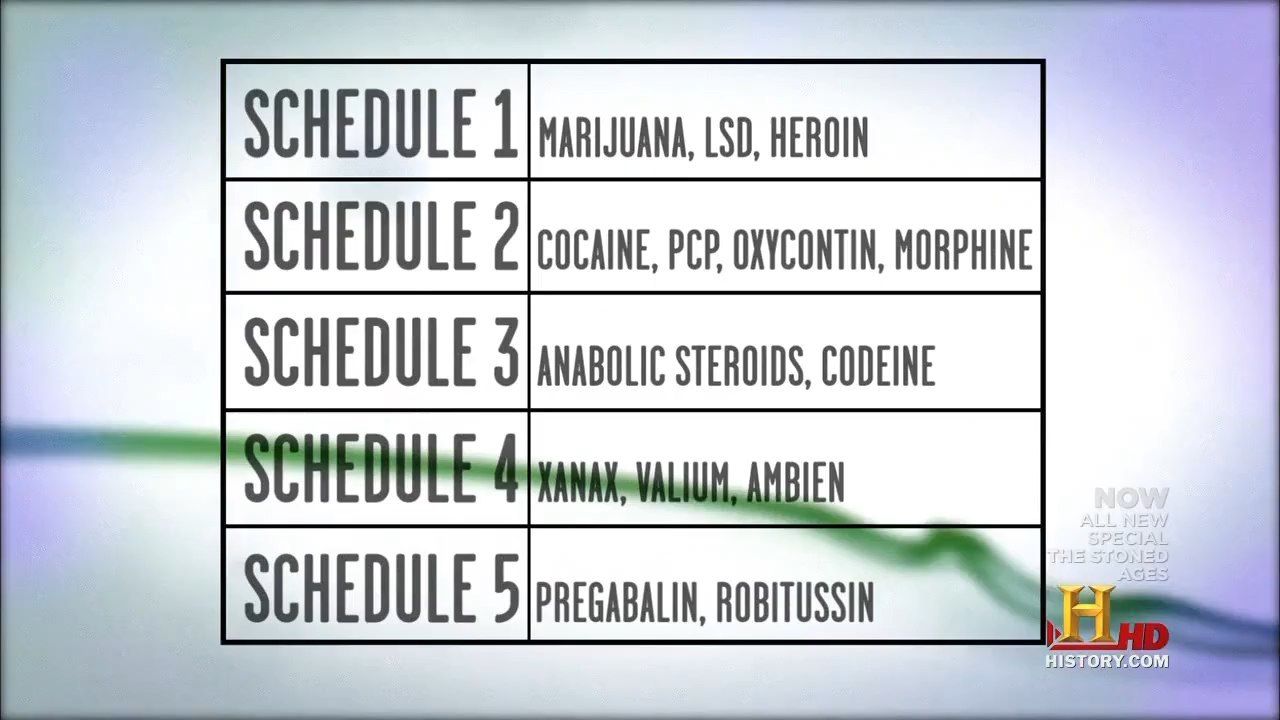 SCHEDULE 1
MARIJUANA, LSD, HEROIN
SCHEDULE 2
COCAINE, PCP, OXYCONTIN, MORPHINE
SCHEDULE 3
ANABOLIC STEROIDS, CODEINE
SCHEDULE 4
XANAX, VALIUM, AMBIEN
SCHEDULE 5
PREGABALIN, ROBITUSSIN
NOW
ALL NEW
SPECIAL
THE STONED
AGES
H HD
HISTORY.COM